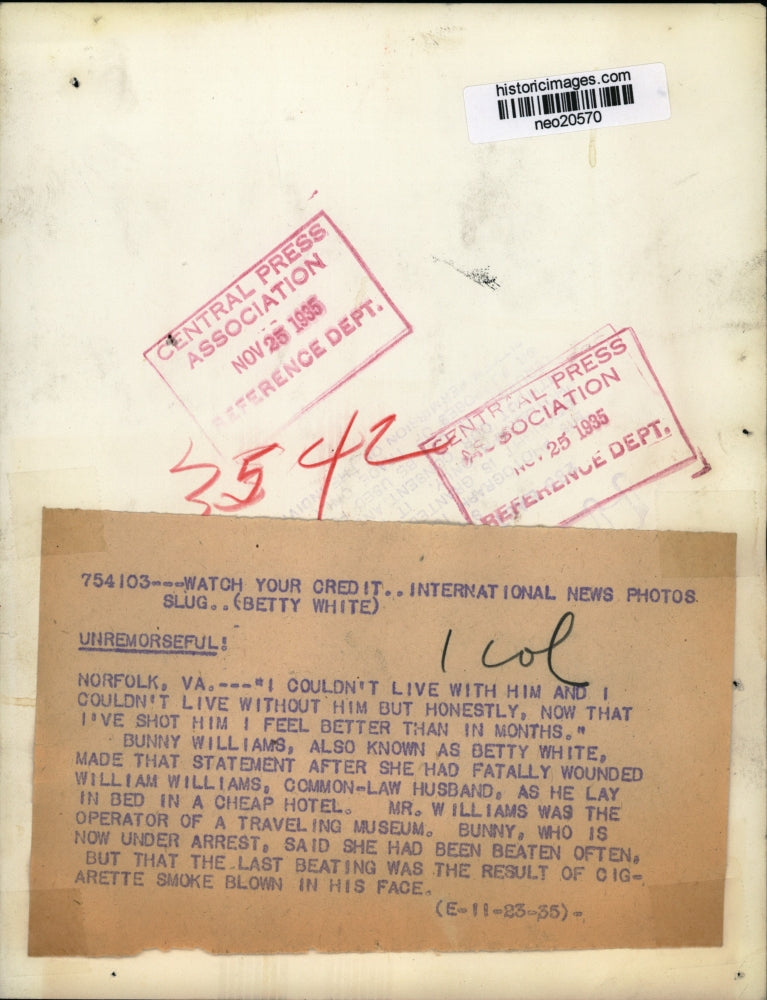 historicimages.com
neo20570
CENTRAL PRESS
ASSOCIATION
NOV 25 1935
REFERENCE DEPT.
CENTRAL PRESS
ASSOCIATION
NOV 25 1935
REFERENCE DEPT.
3542
754103---WATCH YOUR CREDIT..INTERNATIONAL NEWS PHOTOS
SLUG..(BETTY WHITE)
1 col
UNREMORSEFUL!
NORFOLK, VA.---"I COULDN'T LIVE WITH HIM AND I
COULDN'T LIVE WITHOUT HIM BUT HONESTLY, NOW THAT
I'VE SHOT HIM I FEEL BETTER THAN IN MONTHS."
BUNNY WILLIAMS, ALSO KNOWN AS BETTY WHITE,
MADE THAT STATEMENT AFTER SHE HAD FATALLY WOUNDED
WILLIAM WILLIAMS, COMMON-LAW HUSBAND, AS HE LAY
IN BED IN A CHEAP HOTEL. MR. WILLIAMS WAS THE
OPERATOR OF A TRAVELING MUSEUM. BUNNY, WHO IS
NOW UNDER ARREST, SAID SHE HAD BEEN BEATEN OFTEN,
BUT THAT THE LAST BEATING WAS THE RESULT OF CIG-
ARETTE SMOKE BLOWN IN HIS FACE.
(E-11-23-35)-